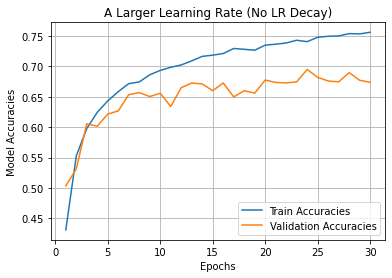 A Larger Learning Rate (No LR Decay)
Model Accuracies
0.75
0.70
0.65
0.60
0.55
0.50
0.45
0
5
10
15
20
25
30
Epochs
Train Accuracies
Validation Accuracies